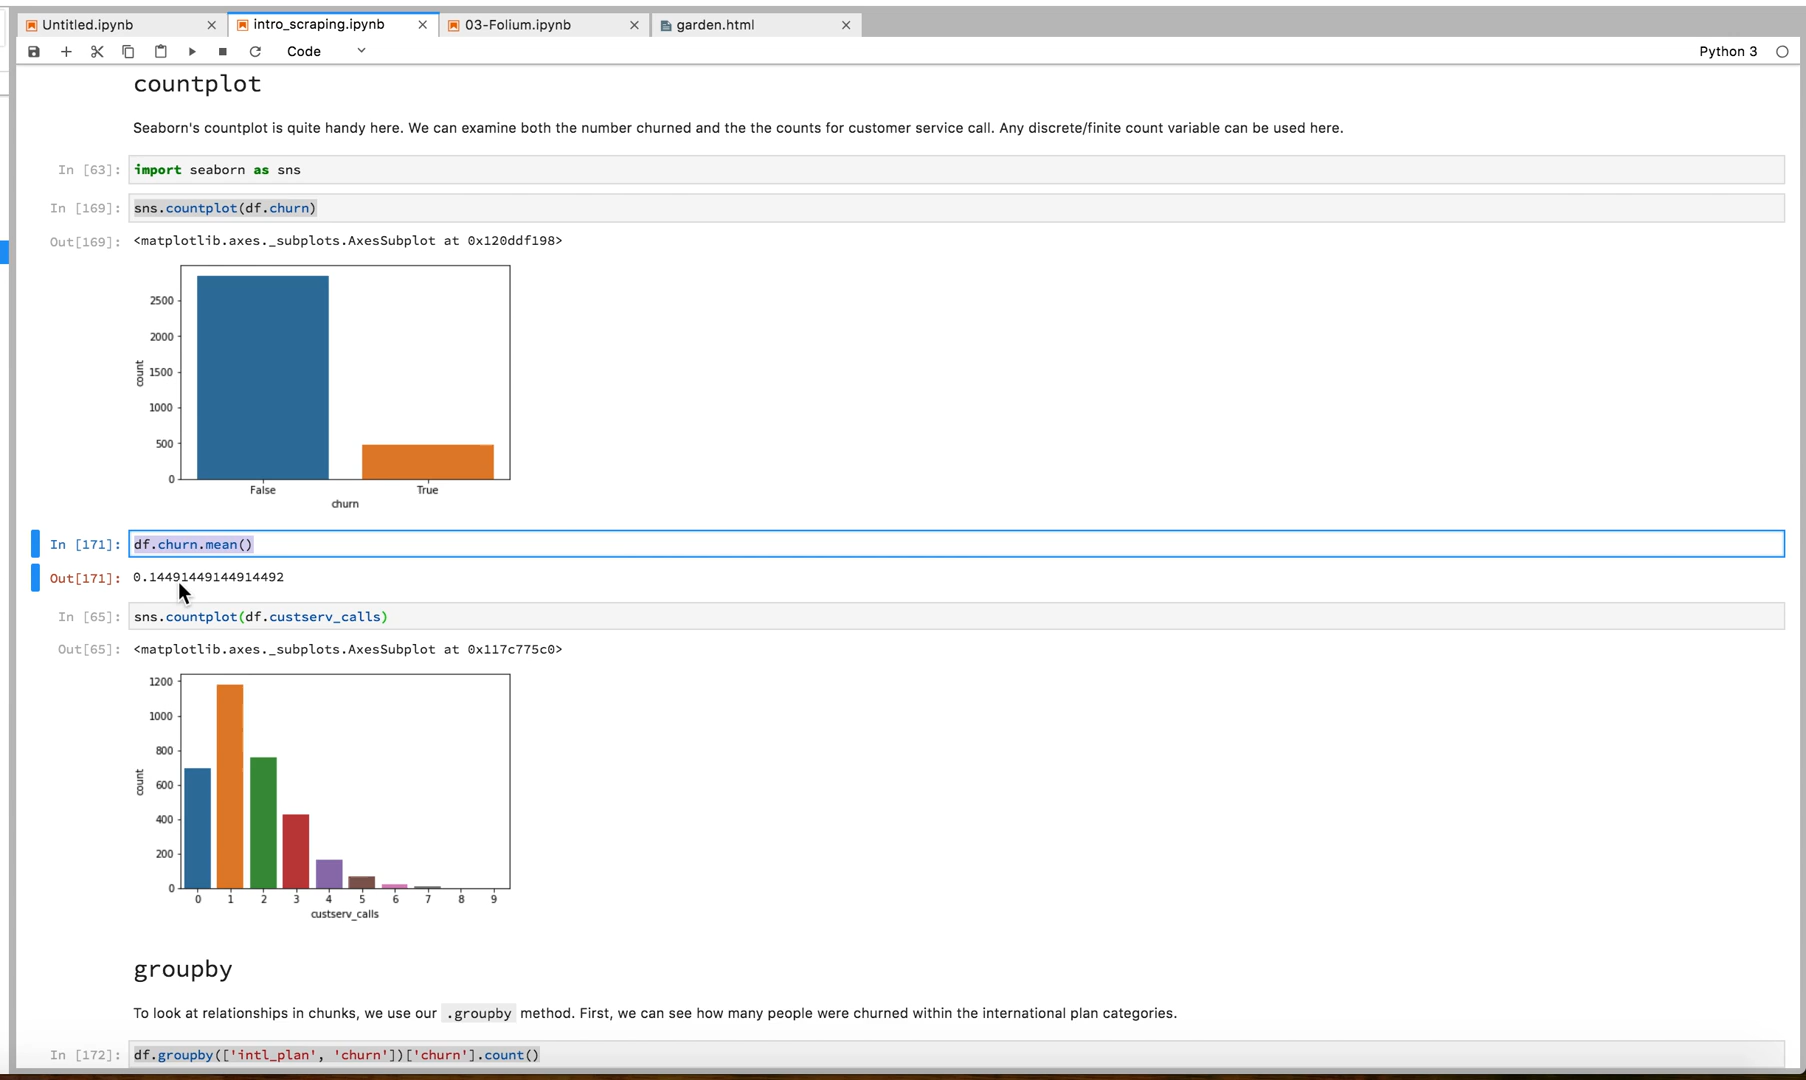 Untitled.ipynb
intro_scraping.ipynb
03-Folium.ipynb
garden.html
Code
Python 3
countplot
Seaborn's countplot is quite handy here. We can examine both the number churned and the the counts for customer service call. Any discrete/finite count variable can be used here.
In [63]: import seaborn as sns
In [169]: sns.countplot(df.churn)
Out[169]: <matplotlib.axes._subplots.AxesSubplot at 0x120ddf198>
2500
2000
1500
1000
500
0
count
False True
churn
In [171]: df.churn.mean()
Out[171]: 0.14491449144914492
In [65]: sns.countplot(df.custserv_calls)
Out[65]: <matplotlib.axes._subplots.AxesSubplot at 0x117c775c0>
1200
1000
800
600
400
200
0
count
0 1 2 3 4 5 6 7 8 9
custserv_calls
groupby
To look at relationships in chunks, we use our .groupby method. First, we can see how many people were churned within the international plan categories.
In [172]: df.groupby(['intl_plan', 'churn'])['churn'].count()